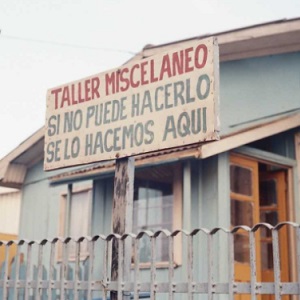 TALLER MISCELANEO
SI NO PUEDE HACERLO
SE LO HACEMOS AQUI